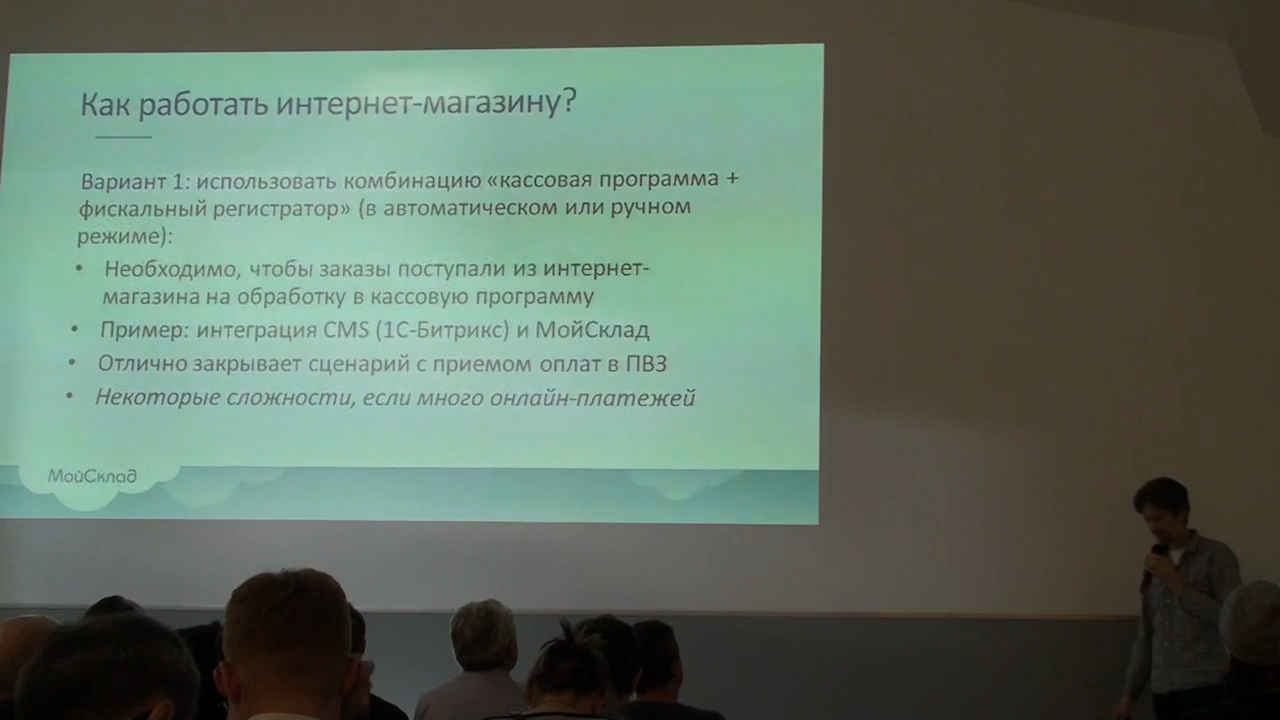 Как работать интернет-магазину?
Вариант 1: использовать комбинацию «кассовая программа +
фискальный регистратор» (в автоматическом или ручном
режиме):
• Необходимо, чтобы заказы поступали из интернет-
магазина на обработку в кассовую программу
• Пример: интеграция CMS (1С-Битрикс) и МойСклад
• Отлично закрывает сценарий с приемом оплат в ПВЗ
• Некоторые сложности, если много онлайн-платежей
МойСклад